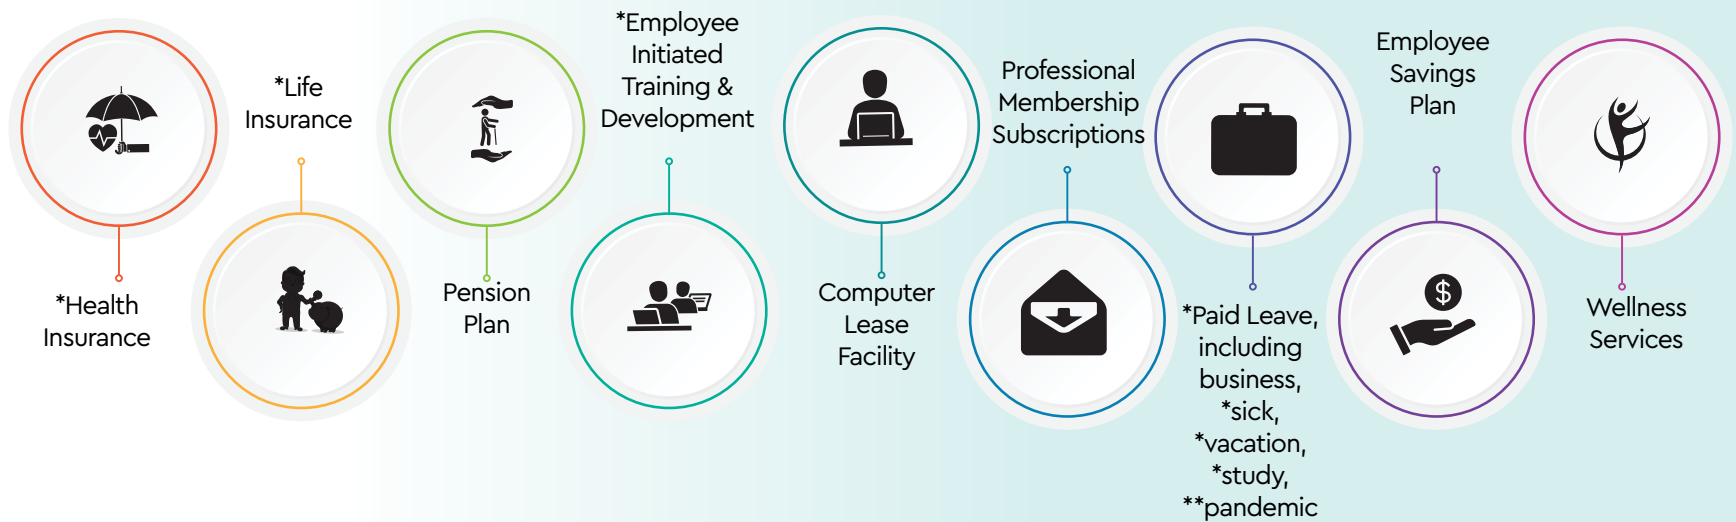 *Health
Insurance
*Life
Insurance
Pension
Plan
*Employee
Initiated
Training &
Development
Computer
Lease
Facility
Professional
Membership
Subscriptions
*Paid Leave,
including
business,
*sick,
*vacation,
*study,
**pandemic
Employee
Savings
Plan
$
Wellness
Services